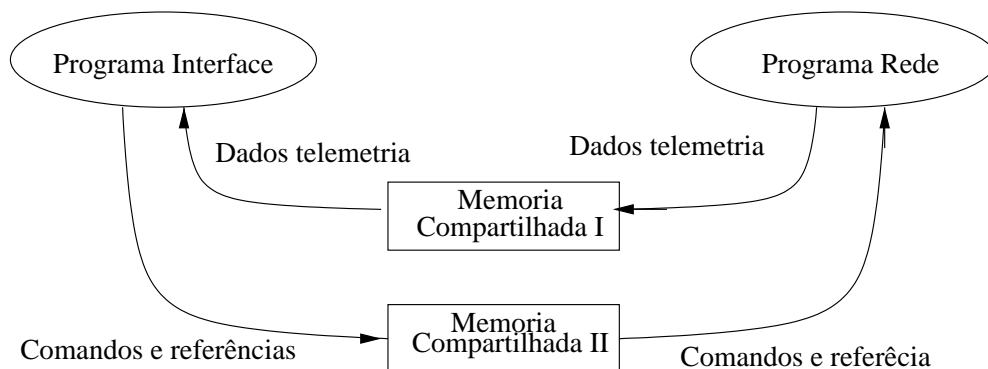 Programa Interface
Programa Rede
Dados telemetria
Dados telemetria
Memoria
Compartilhada I
Memoria
Compartilhada II
Comandos e referências
Comandos e referêcia